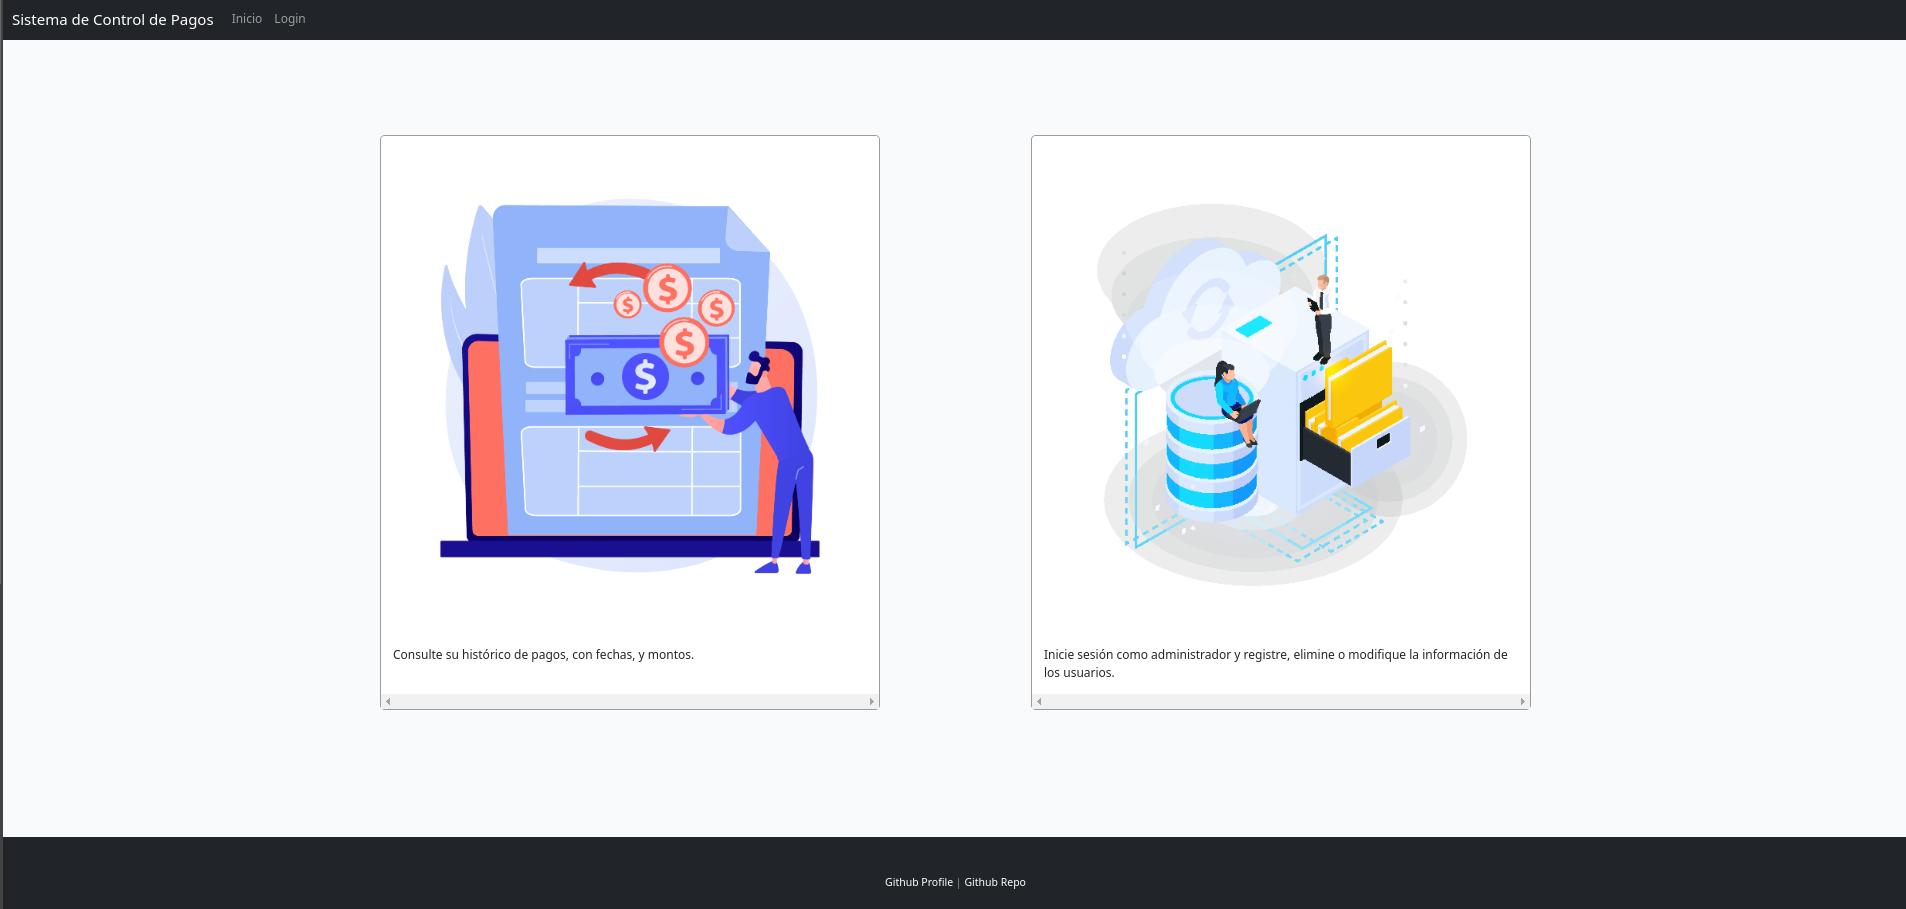 Sistema de Control de Pagos Inicio Login
$
$
$
$
$
Consulte su histórico de pagos, con fechas, y montos.
Inicie sesión como administrador y registre, elimine o modifique la información de
los usuarios.
Github Profile | Github Repo